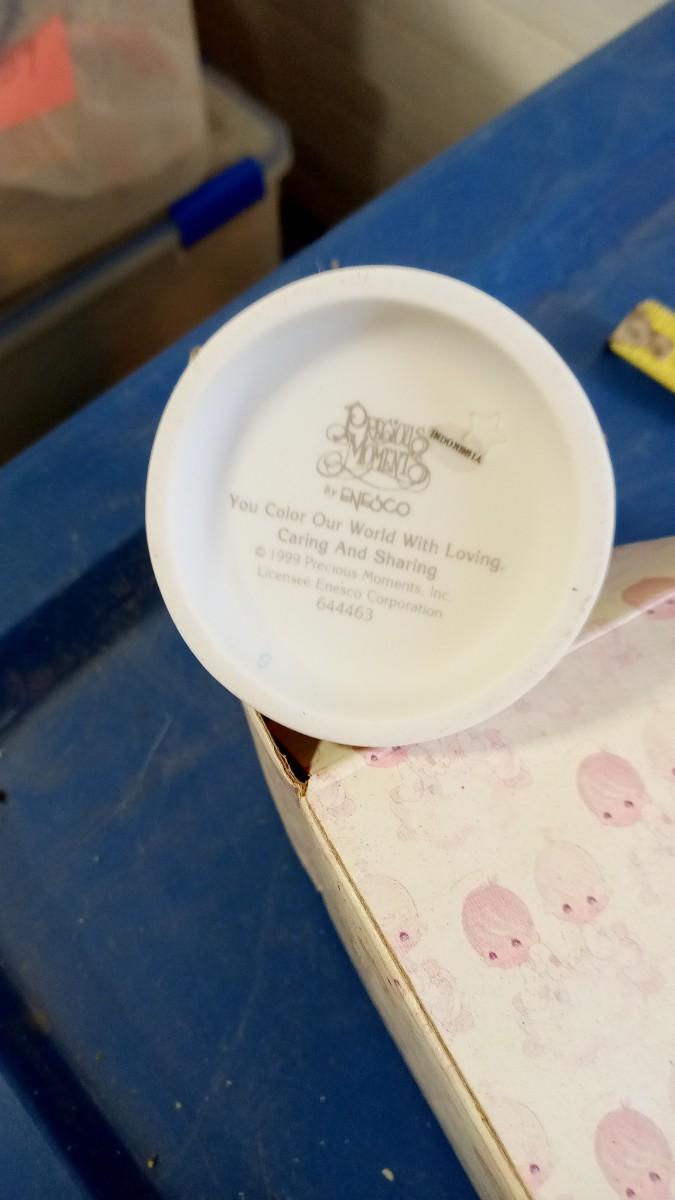 PRECIOUS
MOMENTS
INDONESIA
BY ENESCO
You Color Our World With Loving,
Caring And Sharing
© 1999 Precious Moments, Inc.
Licensee Enesco Corporation
644463